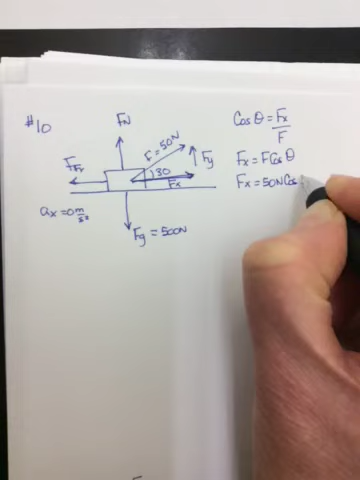 #10
FN
F = 50N
Fy
30
Fx
FFr
ax = 0 m/s²
Fg = 500N
Cos θ = Fx/F
Fx = F Cos θ
Fx = 50N Cos